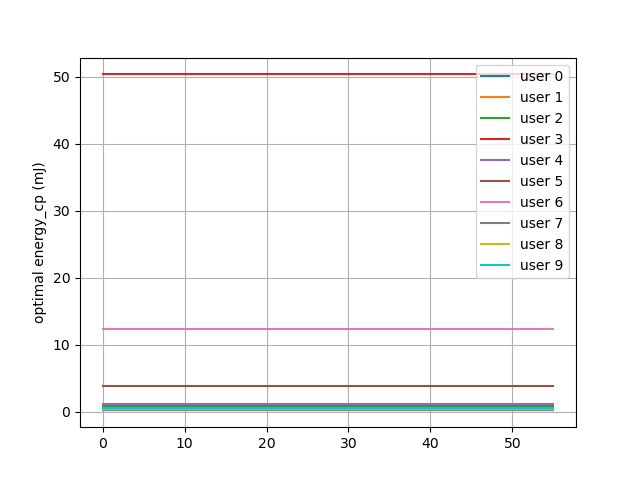 optimal energy_cp (mJ)
50
40
30
20
10
0
0
10
20
30
40
50
user 0
user 1
user 2
user 3
user 4
user 5
user 6
user 7
user 8
user 9